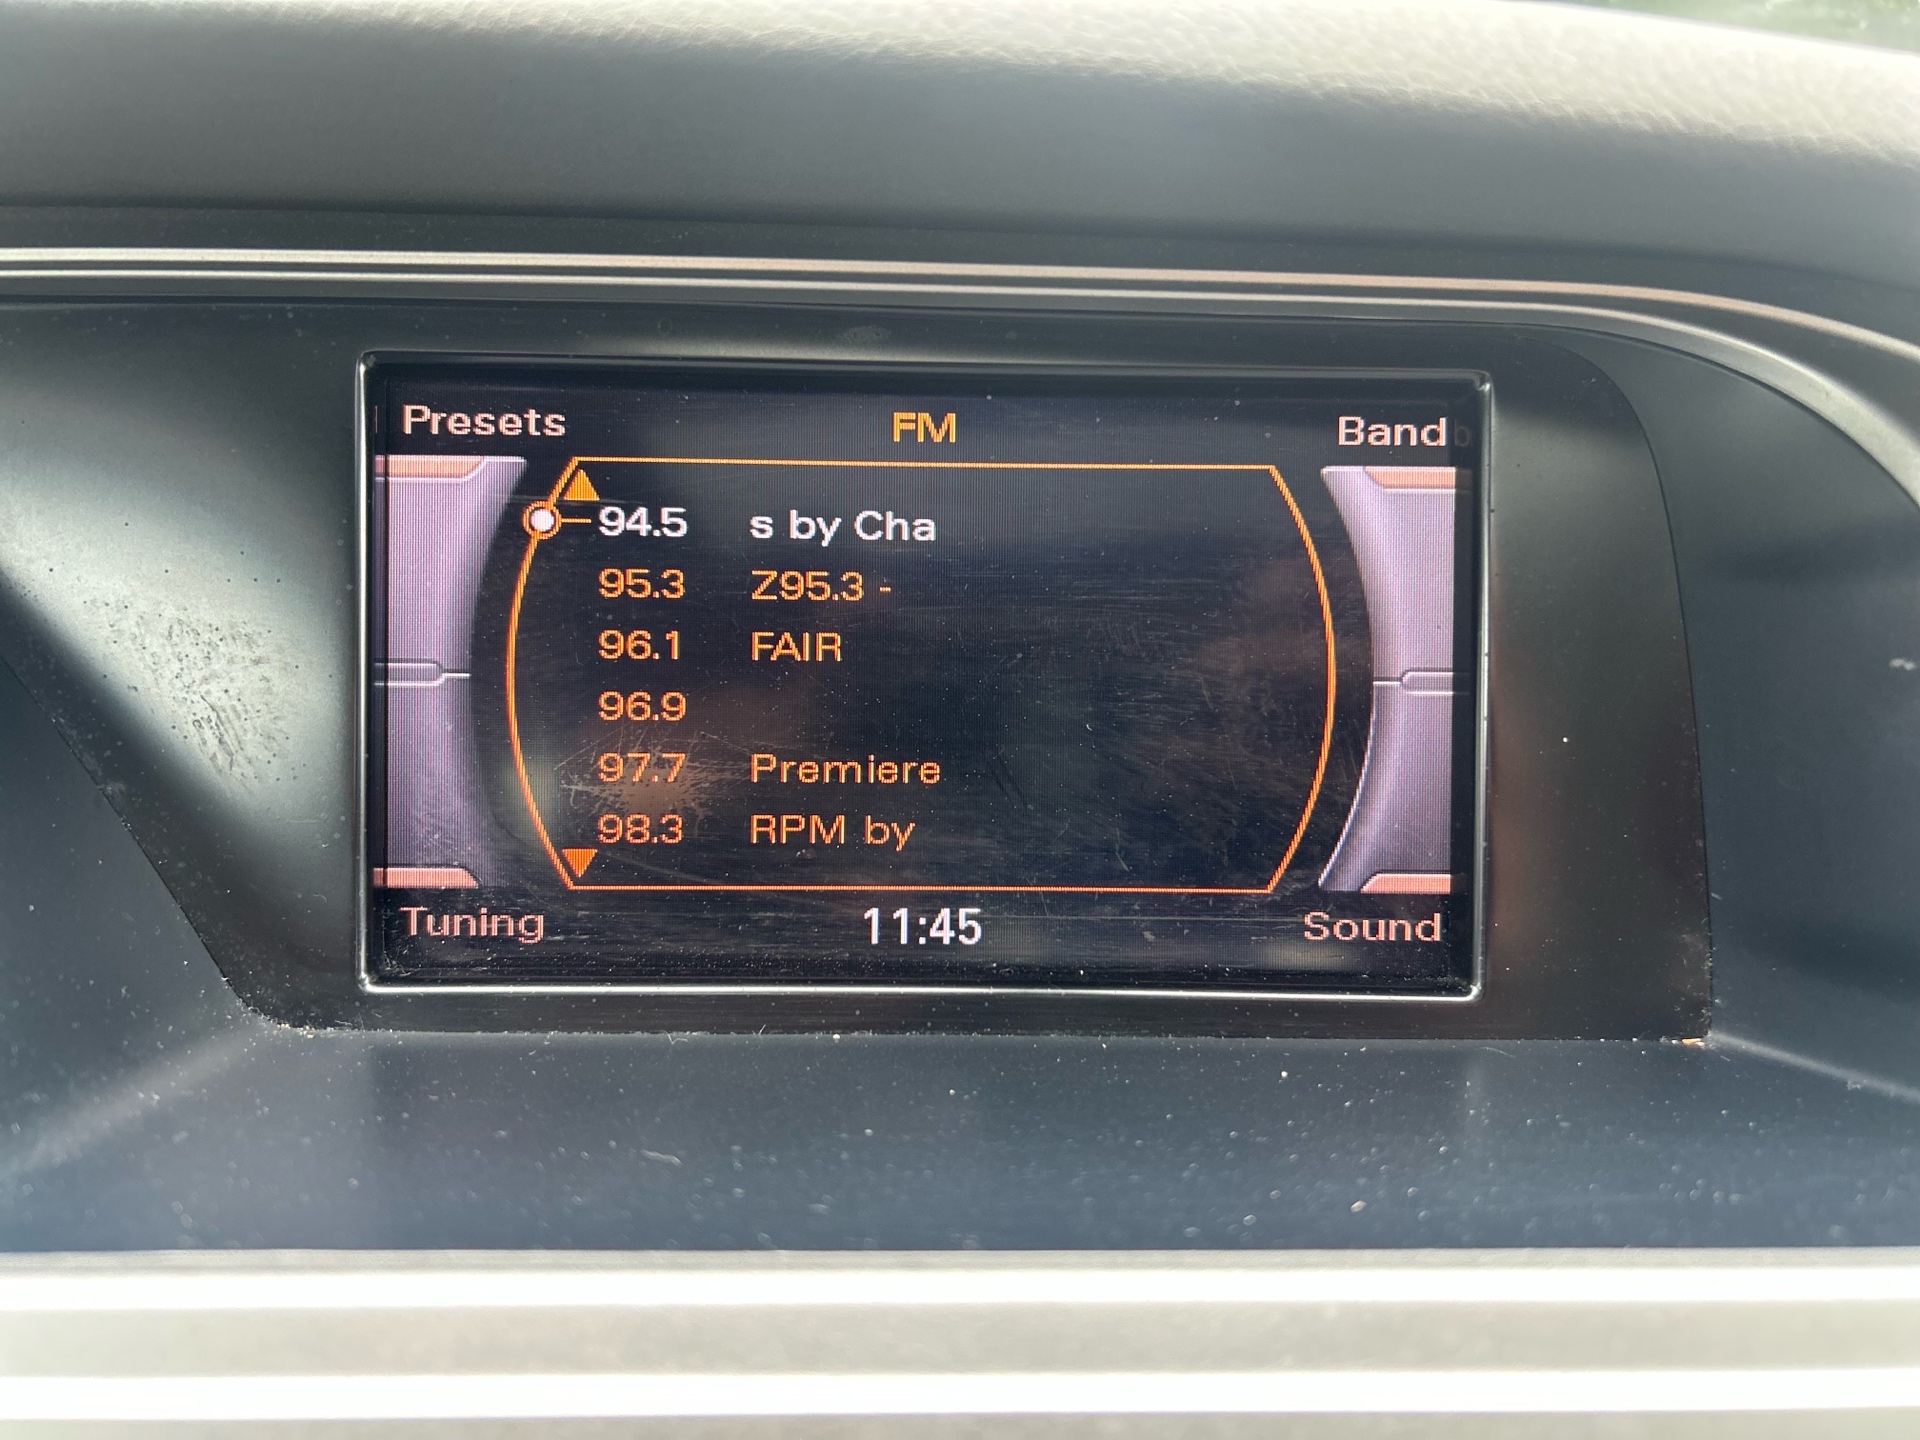 Presets FM Band
94.5 s by Cha
95.3 Z95.3 -
96.1 FAIR
96.9
97.7 Premiere
98.3 RPM by
Tuning 11:45 Sound